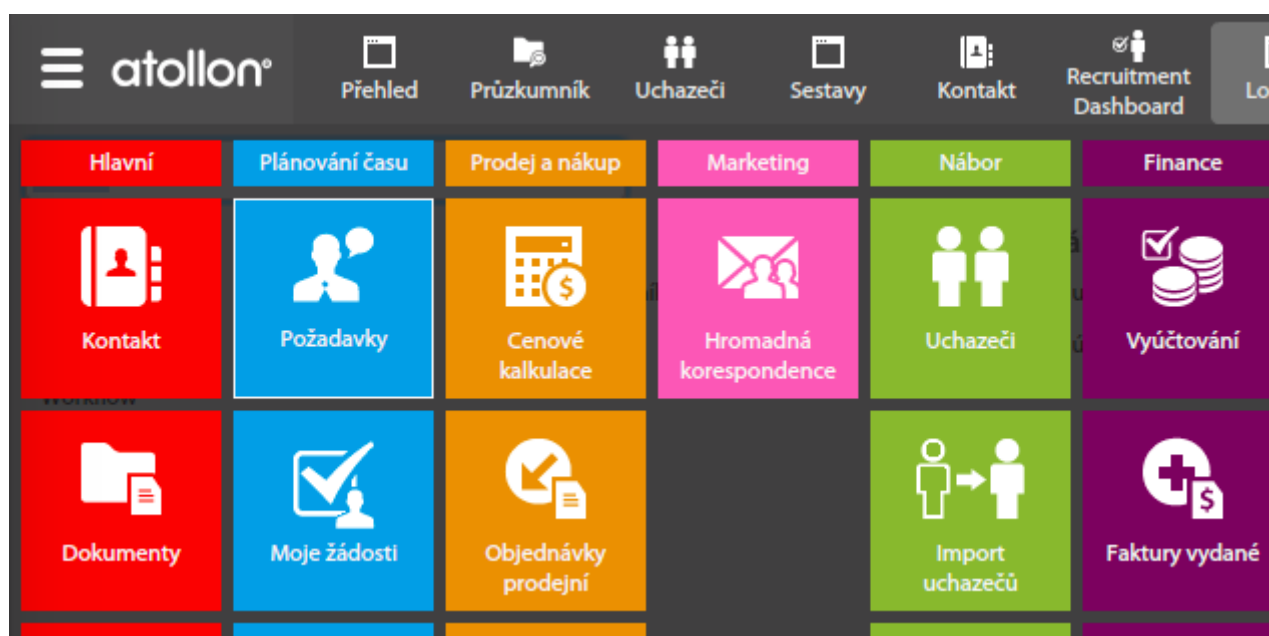 atollon
Přehled
Průzkumník
Uchazeči
Sestavy
Kontakt
Recruitment
Dashboard
Hlavní
Plánování času
Prodej a nákup
Marketing
Nábor
Finance
Kontakt
Požadavky
Cenové
kalkulace
Hromadná
korespondence
Uchazeči
Vyúčtování
Workflow
Dokumenty
Moje žádosti
Objednávky
prodejní
Import
uchazečů
Faktury vydané